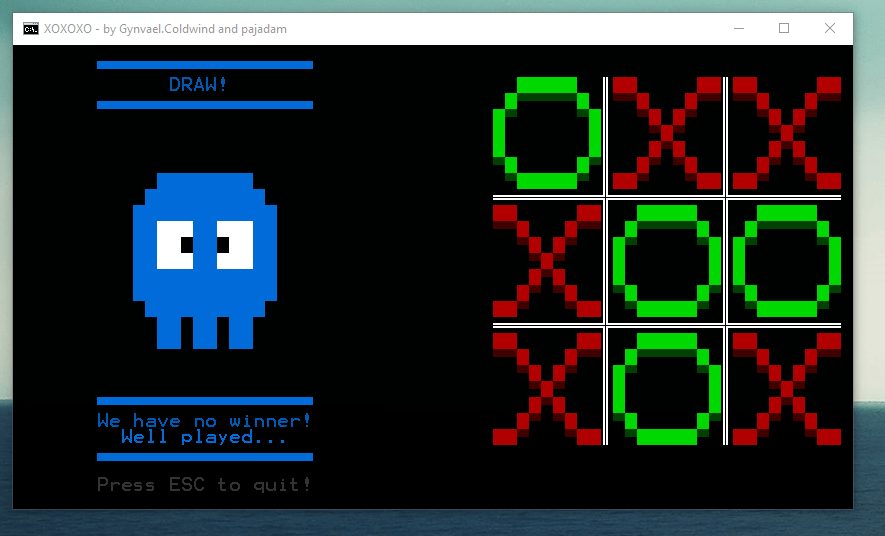 XOXOXO - by Gynvael.Coldwind and pajadam
DRAW!
O X X
X O O
X O X
We have no winner!
Well played...
Press ESC to quit!